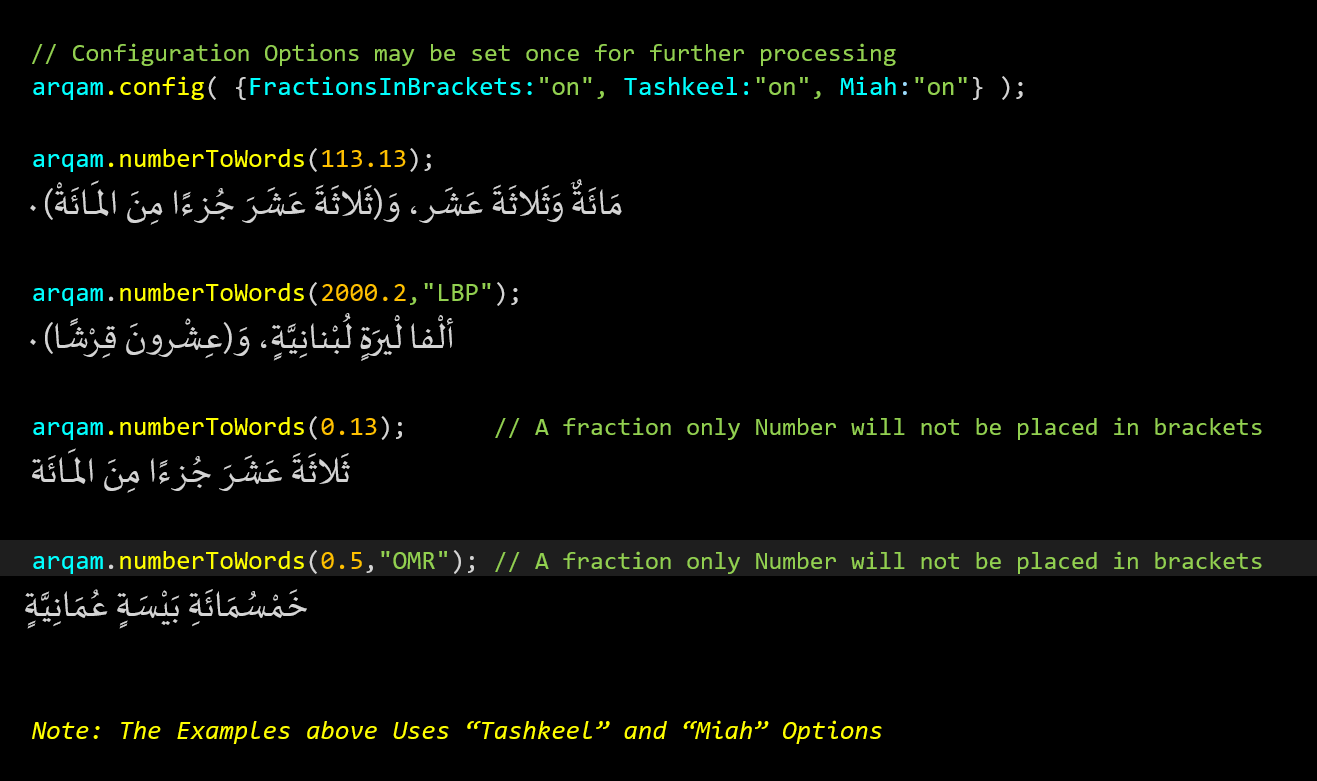 // Configuration Options may be set once for further processing
arqam.config( {FractionsInBrackets:"on", Tashkeel:"on", Miah:"on"} );
arqam.numberToWords(113.13);
مَائَةٌ وَثَلاثَةَ عَشَر، وَ(ثَلاثَةَ عَشَرَ جُزءًا مِنَ المَائَةْ).
arqam.numberToWords(2000.2,"LBP");
ألْفا لْيرَةٍ لُبْنانِيَّةٍ، وَ(عِشْرونَ قِرْشًا).
arqam.numberToWords(0.13); // A fraction only Number will not be placed in brackets
ثَلاثَةَ عَشَرَ جُزءًا مِنَ المَائَة
arqam.numberToWords(0.5,"OMR"); // A fraction only Number will not be placed in brackets
خَمْسُمَائَةِ بَيْسَةٍ عُمَانِيَّةٍ
Note: The Examples above Uses “Tashkeel” and “Miah” Options